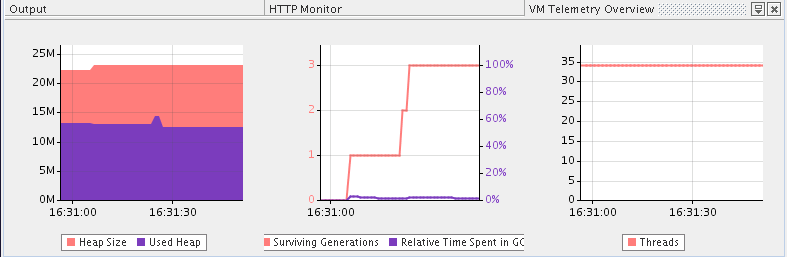 Output
HTTP Monitor
VM Telemetry Overview
25M
20M
15M
10M
5M
0M
16:31:00
16:31:30
Heap Size
Used Heap
3
2
1
0
100%
80%
60%
40%
20%
0%
16:31:00
Surviving Generations
Relative Time Spent in GC
35
30
25
20
15
10
5
0
16:31:00
16:31:30
Threads